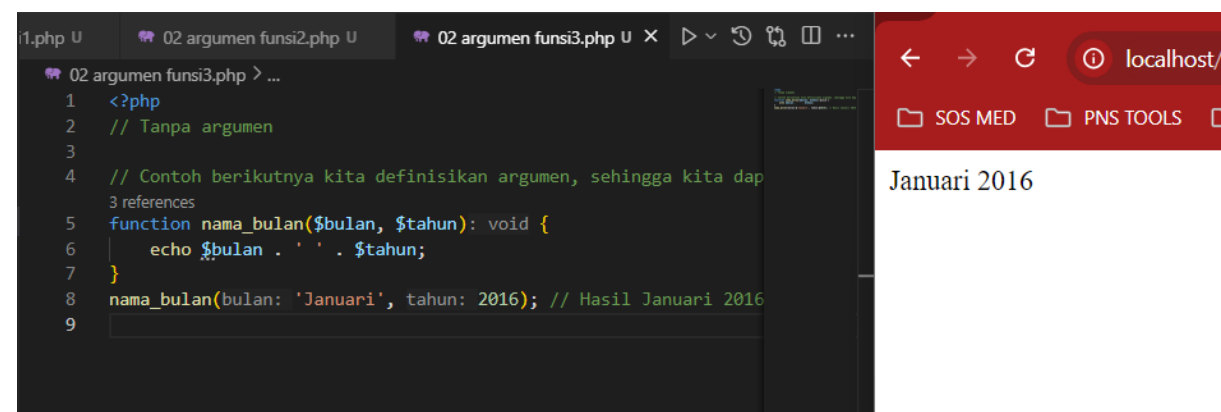 i1.php U 02 argumen funsi2.php U 02 argumen funsi3.php U
02 argumen funsi3.php > ...
1 <?php
2 // Tanpa argumen
3
4 // Contoh berikutnya kita definisikan argumen, sehingga kita dap
3 references
5 function nama_bulan($bulan, $tahun): void {
6 echo $bulan . ' ' . $tahun;
7 }
8 nama_bulan(bulan: 'Januari', tahun: 2016); // Hasil Januari 2016
9
localhost/
SOS MED PNS TOOLS
Januari 2016